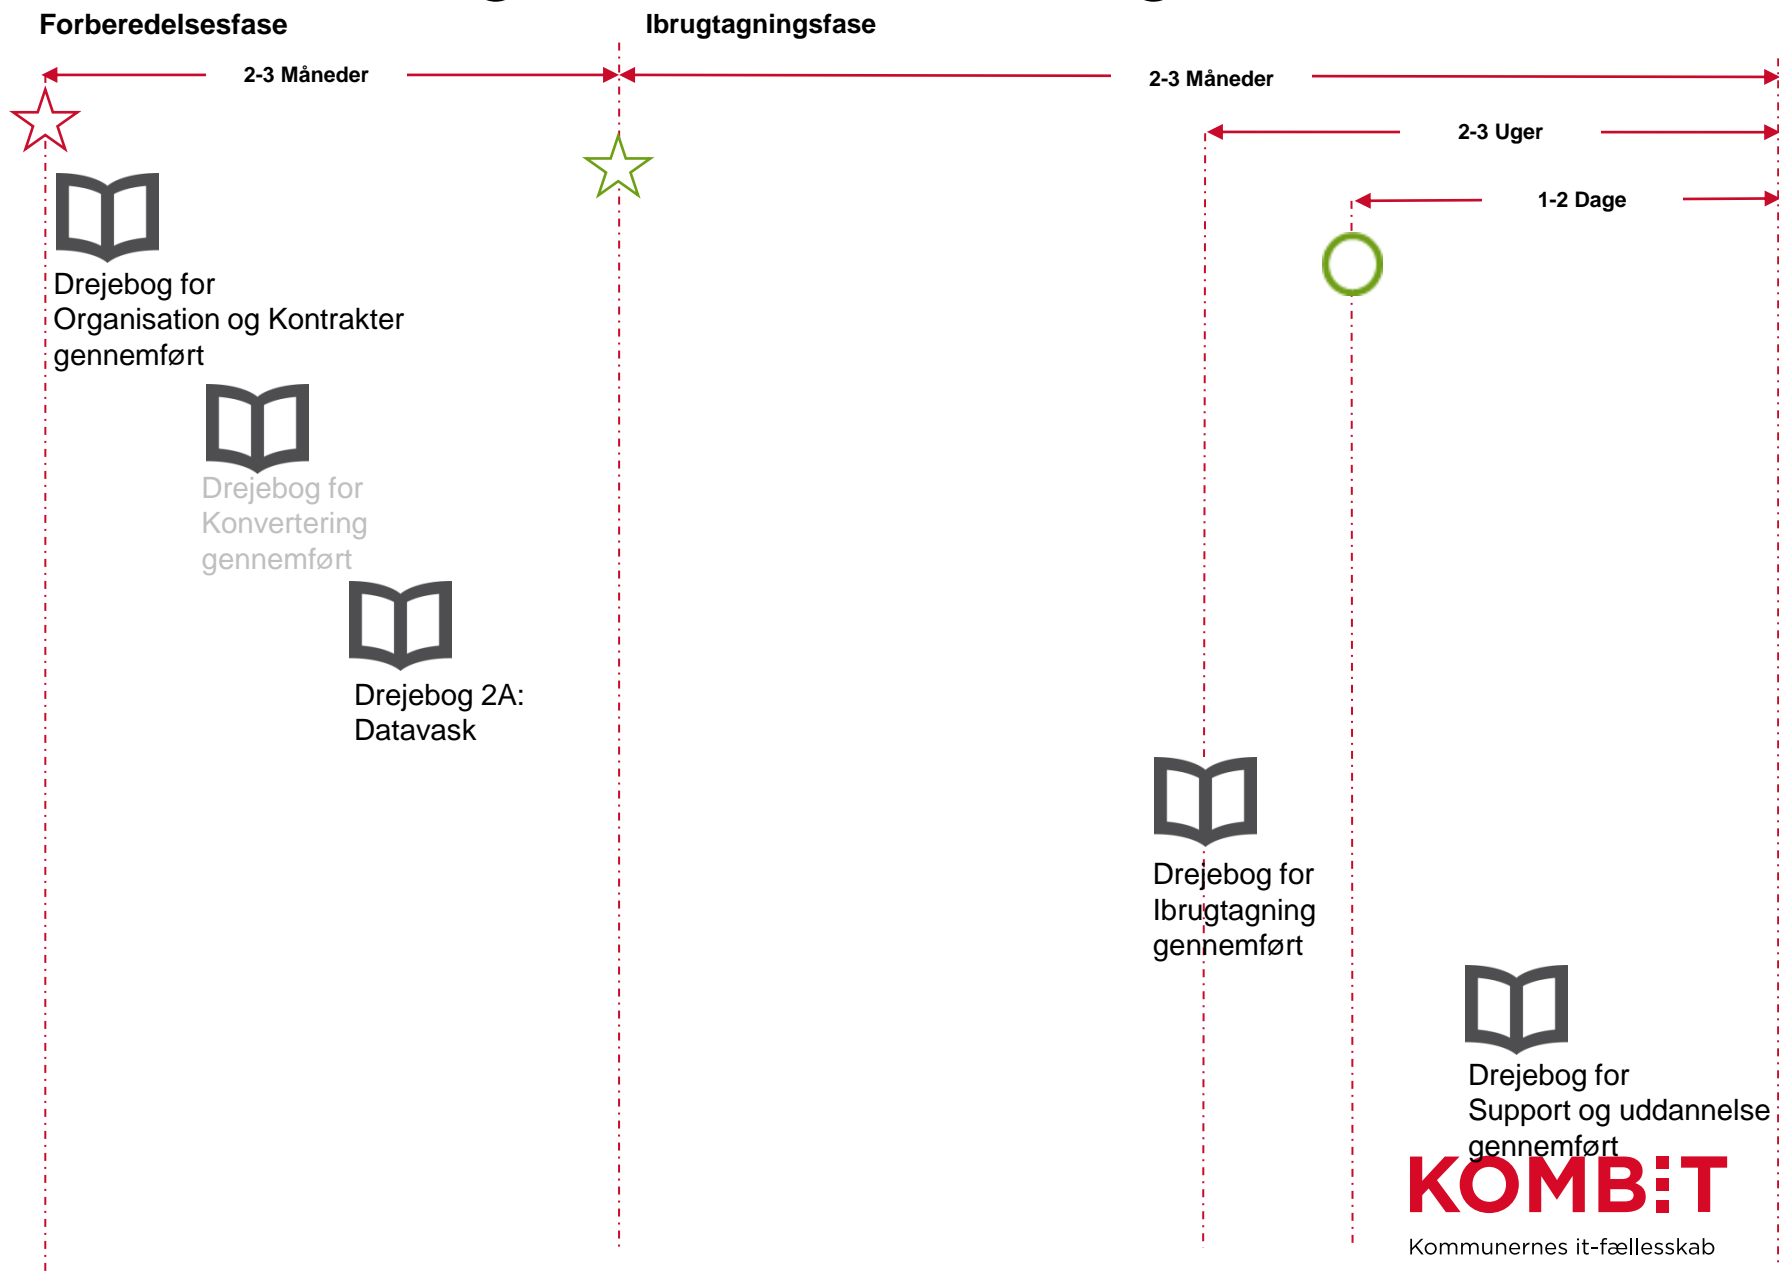 Forberedelsesfase
Ibrugtagningsfase
2-3 Måneder
2-3 Måneder
2-3 Uger
1-2 Dage
Drejebog for
Organisation og Kontrakter
gennemført
Drejebog for
Konvertering
gennemført
Drejebog 2A:
Datavask
Drejebog for
Ibrugtagning
gennemført
Drejebog for
Support og uddannelse
gennemført
KOMBIT
Kommunernes it-fællesskab